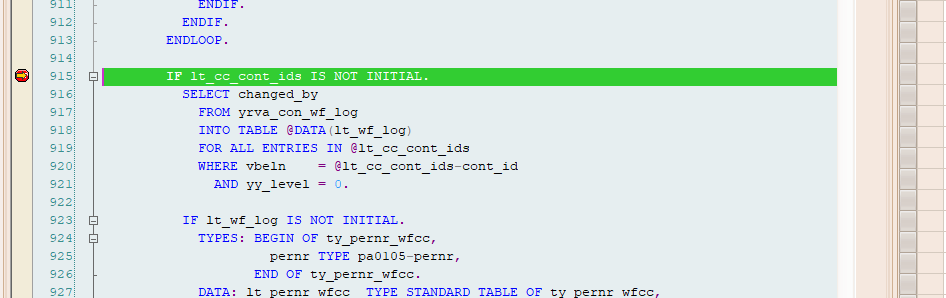 911 ENDIF.
912 ENDIF.
913 ENDLOOP.
914
915 IF lt_cc_cont_ids IS NOT INITIAL.
916 SELECT changed_by
917 FROM yrva_con_wf_log
918 INTO TABLE @DATA(lt_wf_log)
919 FOR ALL ENTRIES IN @lt_cc_cont_ids
920 WHERE vbeln = @lt_cc_cont_ids-cont_id
921 AND yy_level = 0.
922
923 IF lt_wf_log IS NOT INITIAL.
924 TYPES: BEGIN OF ty_pernr_wfcc,
925 pernr TYPE pa0105-pernr,
926 END OF ty_pernr_wfcc.
927 DATA: lt_pernr_wfcc TYPE STANDARD TABLE OF ty_pernr_wfcc,